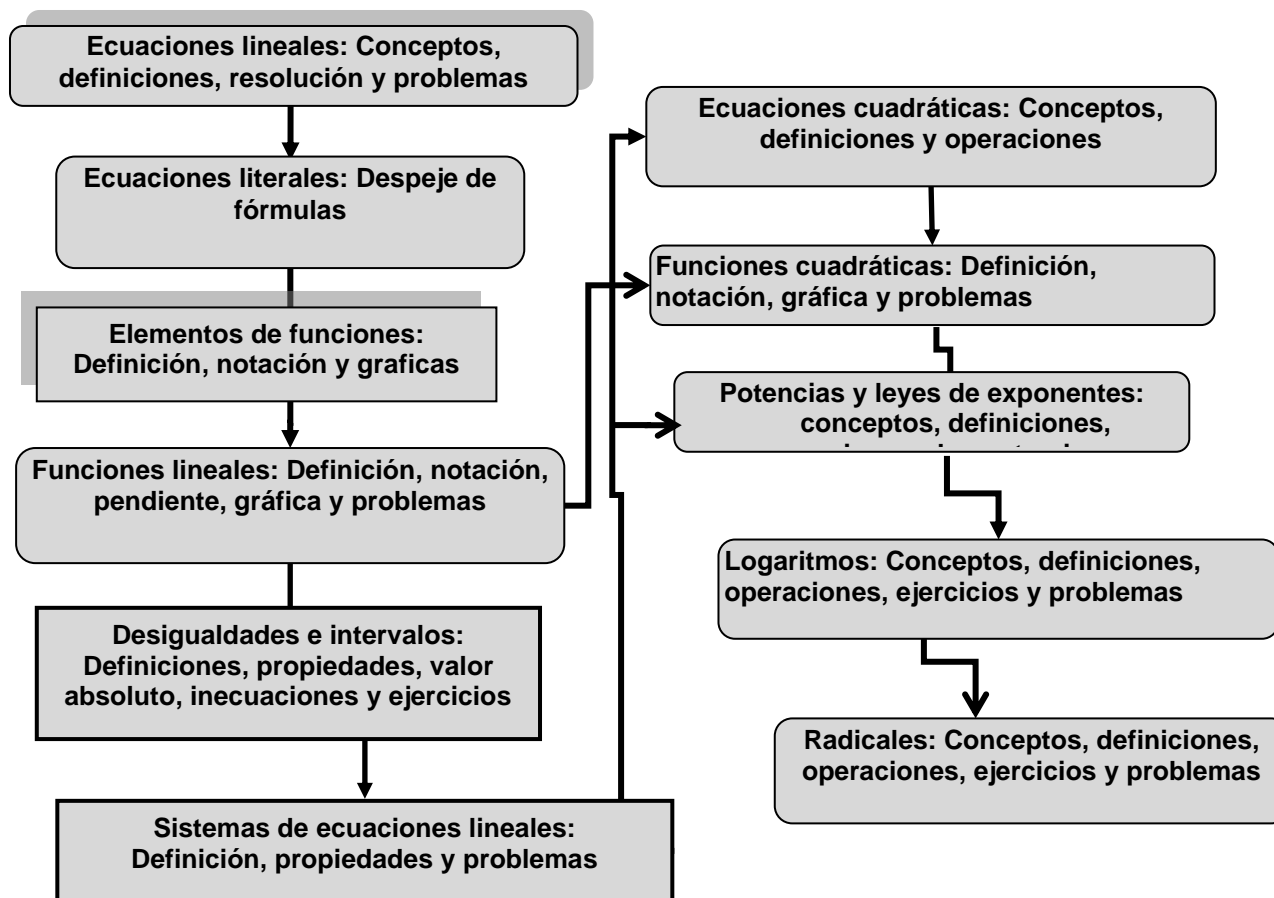 Ecuaciones lineales: Conceptos,
definiciones, resolución y problemas
Ecuaciones literales: Despeje de
fórmulas
Elementos de funciones:
Definición, notación y graficas
Funciones lineales: Definición, notación,
pendiente, gráfica y problemas
Desigualdades e intervalos:
Definiciones, propiedades, valor
absoluto, inecuaciones y ejercicios
Sistemas de ecuaciones lineales:
Definición, propiedades y problemas
Ecuaciones cuadráticas: Conceptos,
definiciones y operaciones
Funciones cuadráticas: Definición,
notación, gráfica y problemas
Potencias y leyes de exponentes:
conceptos, definiciones,
Logaritmos: Conceptos, definiciones,
operaciones, ejercicios y problemas
Radicales: Conceptos, definiciones,
operaciones, ejercicios y problemas